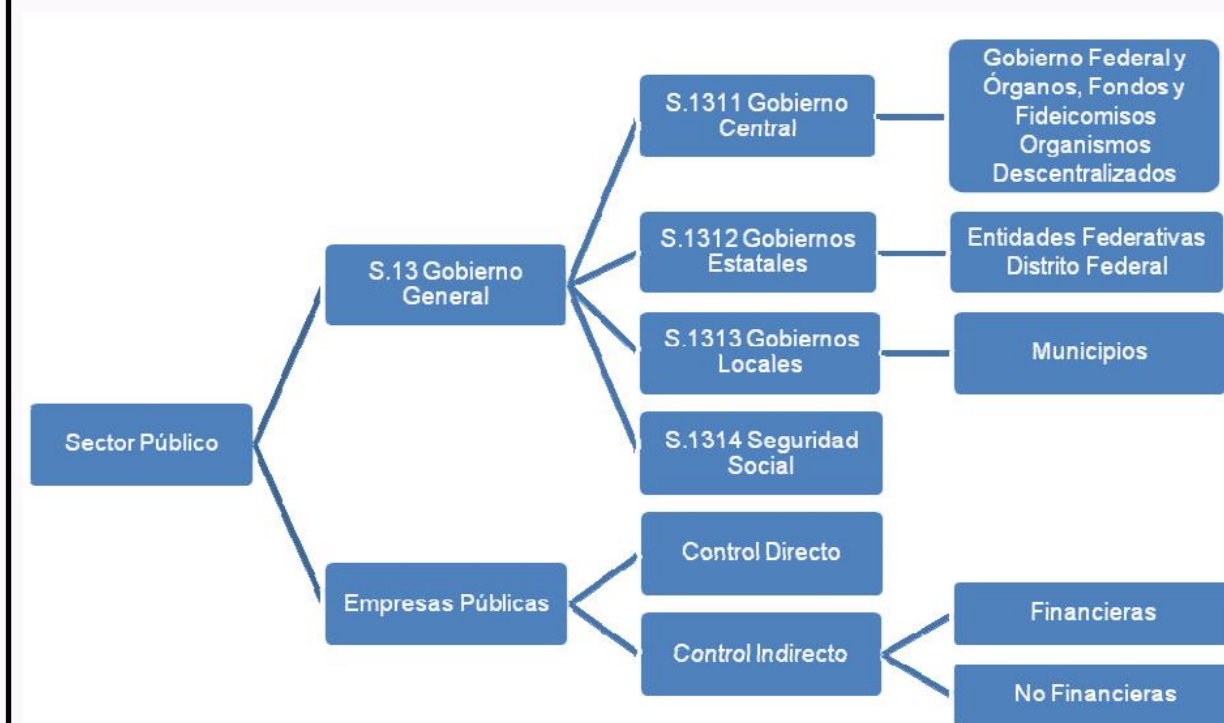 Sector Público
S.13 Gobierno
General
S.1311 Gobierno
Central
Gobierno Federal y
Órganos, Fondos y
Fideicomisos
Organismos
Descentralizados
S.1312 Gobiernos
Estatales
Entidades Federativas
Distrito Federal
S.1313 Gobiernos
Locales
Municipios
S.1314 Seguridad
Social
Empresas Públicas
Control Directo
Control Indirecto
Financieras
No Financieras